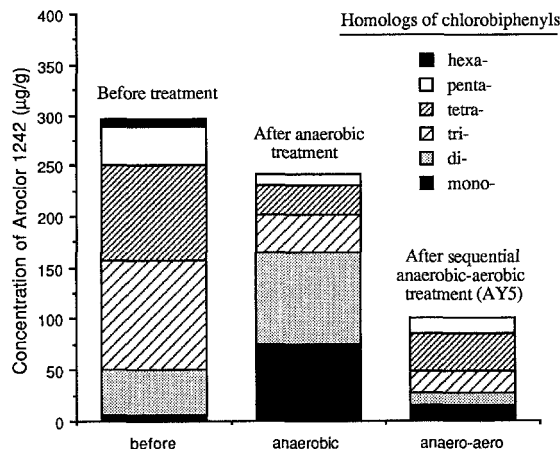 Homologs of chlorobiphenyls
hexa-
penta-
tetra-
tri-
di-
mono-
Before treatment
After anaerobic
treatment
After sequential
anaerobic-aerobic
treatment (AY5)
Concentration of Aroclor 1242 (µg/g)
400
350
300
250
200
150
100
50
0
before
anaerobic
anaero-aero